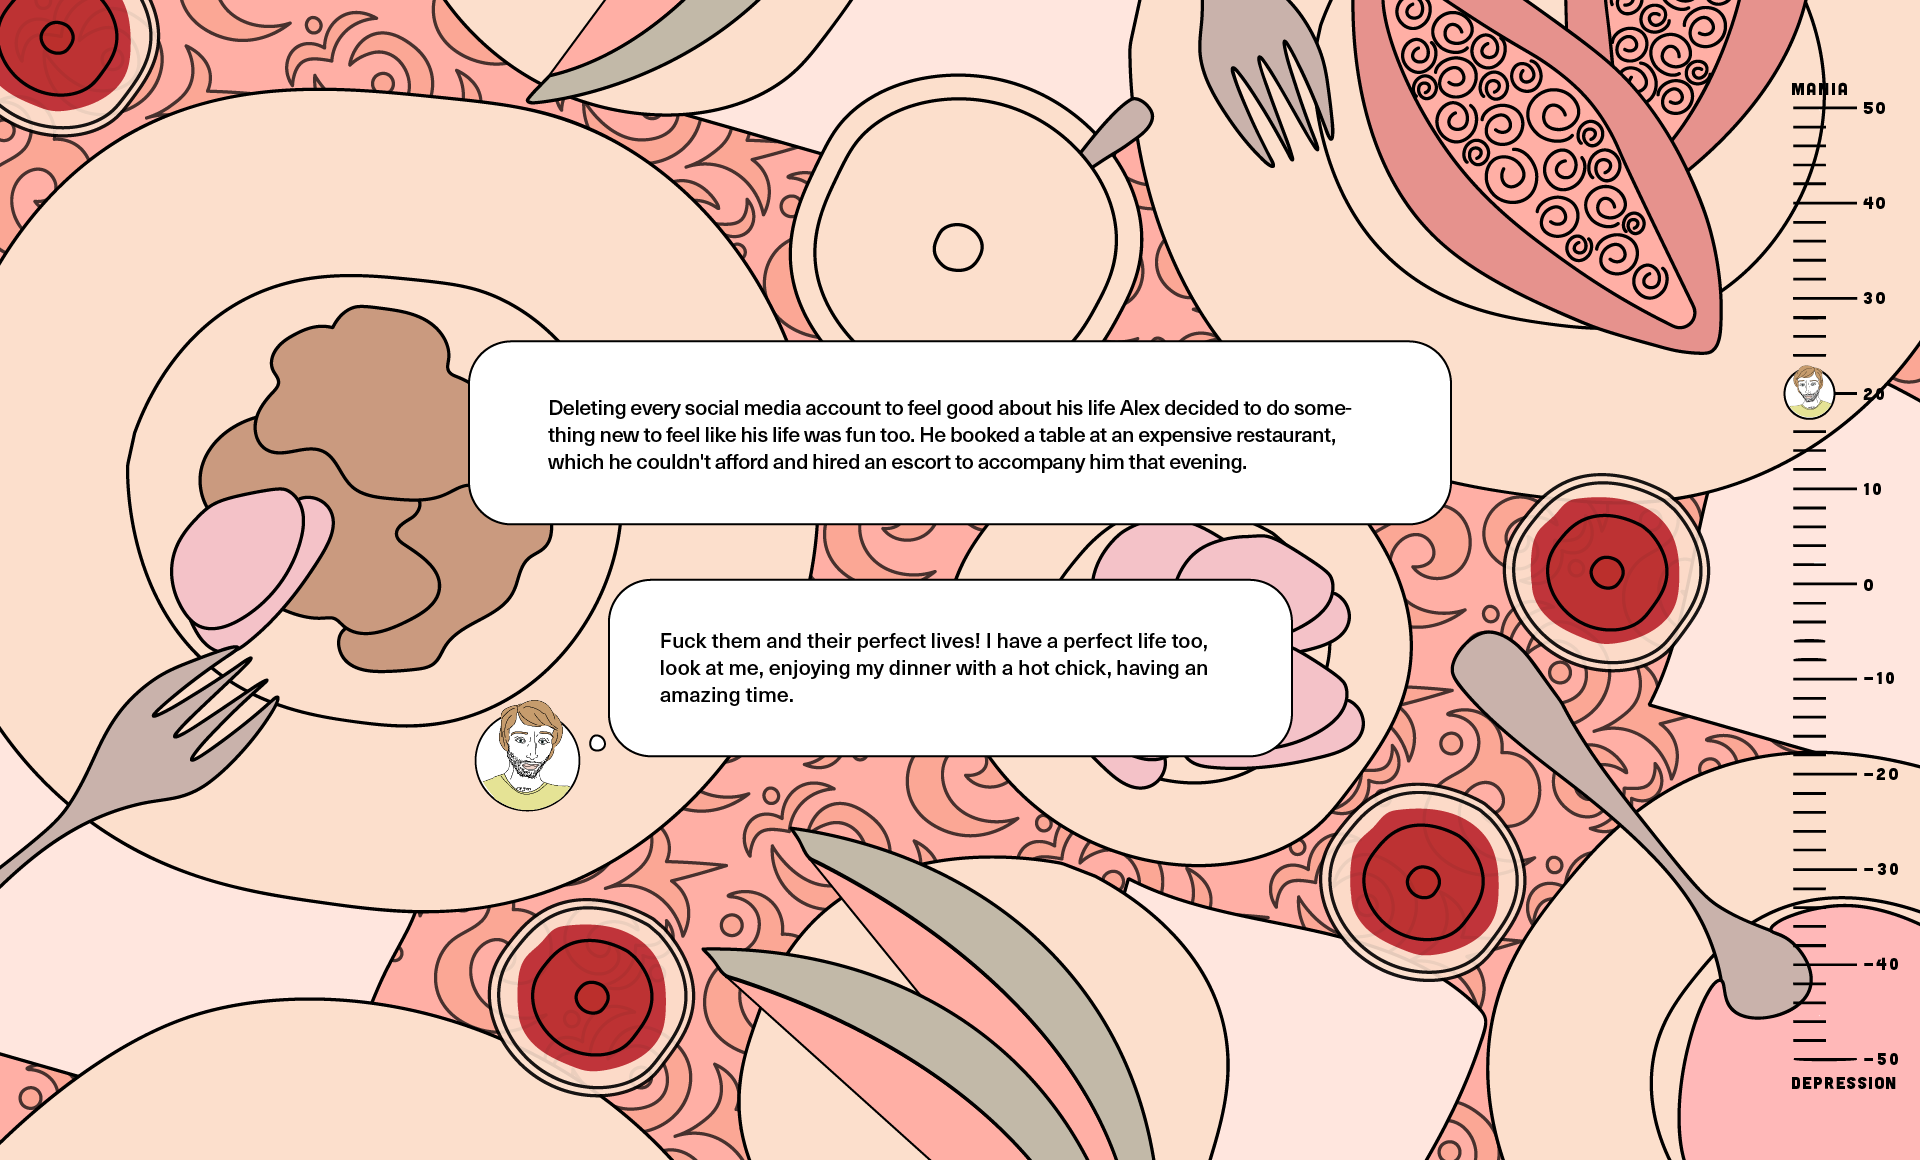 MANIA
50
40
30
20
Deleting every social media account to feel good about his life Alex decided to do some-
thing new to feel like his life was fun too. He booked a table at an expensive restaurant,
which he couldn't afford and hired an escort to accompany him that evening.
10
0
Fuck them and their perfect lives! I have a perfect life too,
look at me, enjoying my dinner with a hot chick, having an
amazing time.
-10
-20
-30
-40
-50
DEPRESSION